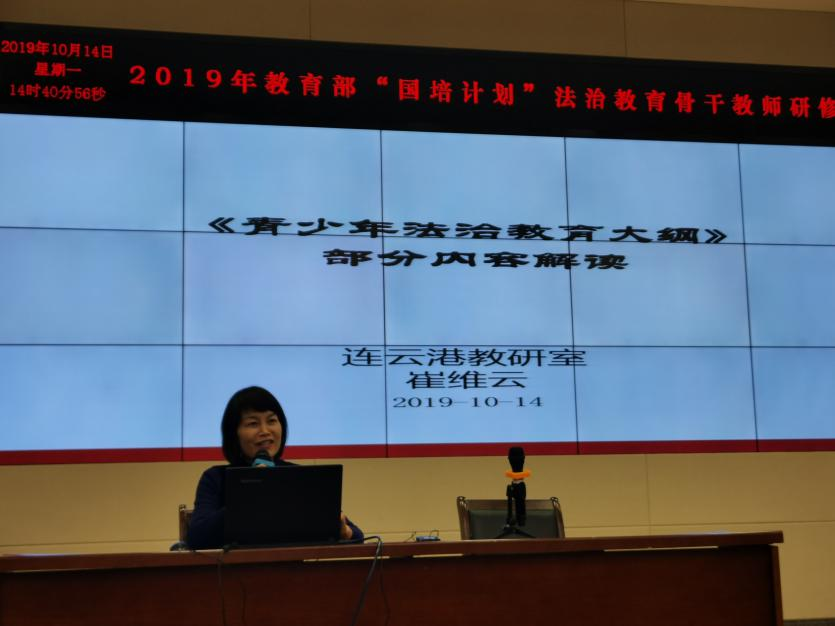 2019年10月14日
星期一
14时40分56秒
2019年教育部“国培计划”法治教育骨干教师研修
《青少年法治教育大纲》
部分内容解读
连云港教研室
崔维云
2019-10-14